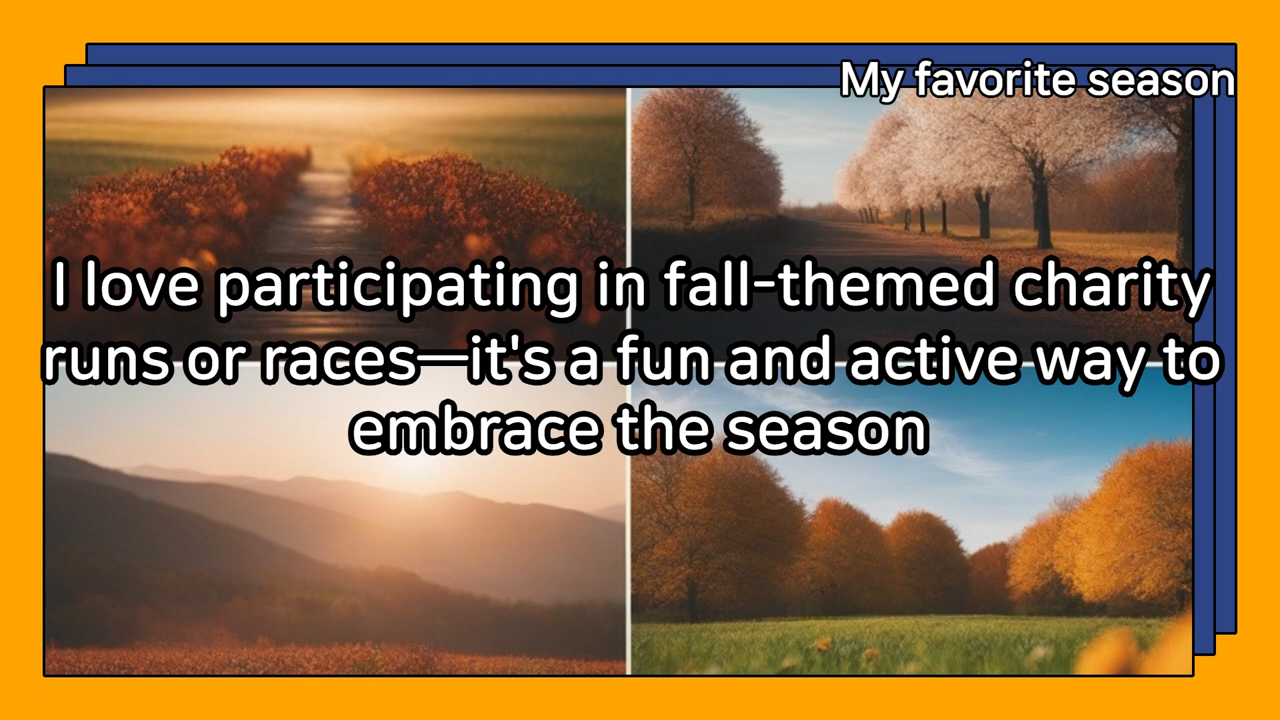 My favorite season
I love participating in fall-themed charity
runs or races—it's a fun and active way to
embrace the season